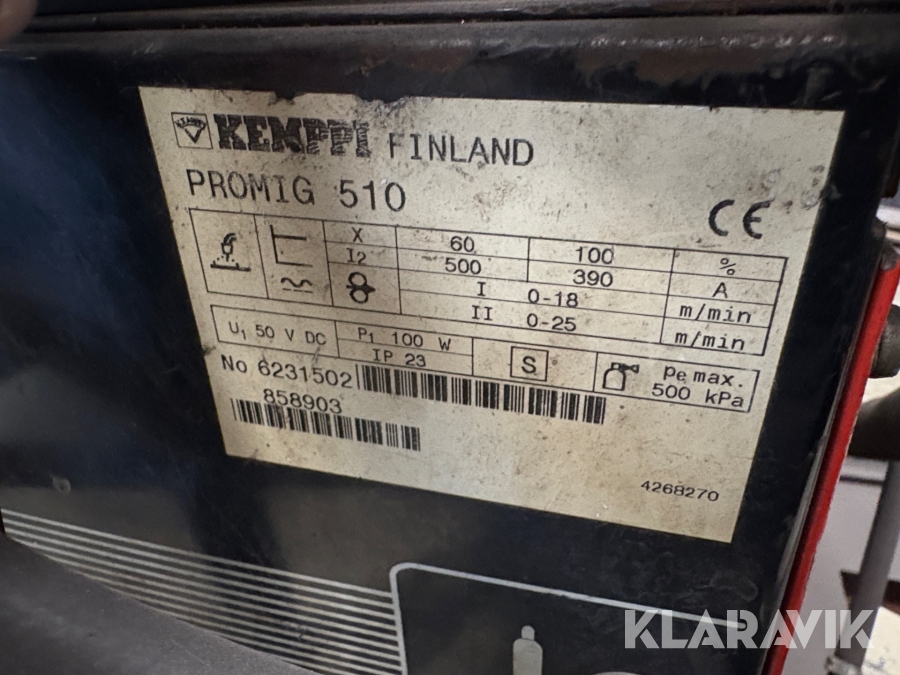 KEMPPI FINLAND
PROMIG 510
CE
X 60 100 %
I2 500 390 A
I 0-18 m/min
II 0-25 m/min
U1 50 V DC P1 100 W
IP 23
S
Pe max.
500 kPa
No 6231502
858903
4268270
KLARAVIK